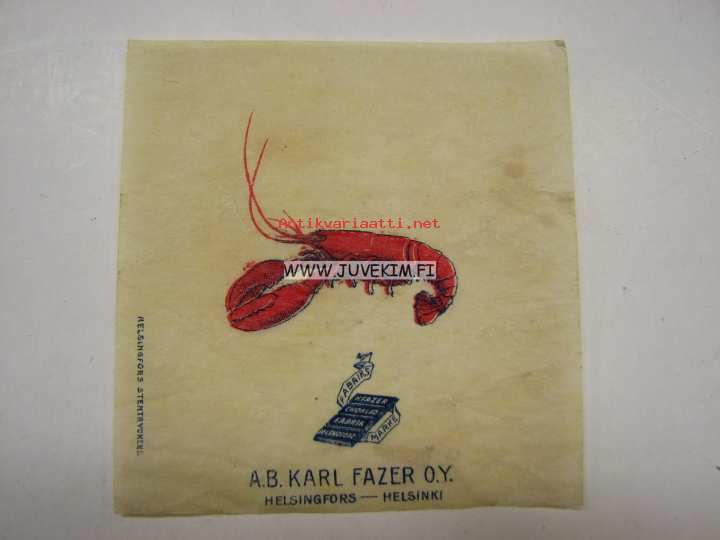 Antikvariaatti.net
WWW.JUVEKIM.FI
HELSINGFORS STENTRYCKERI.
FABRIKS
K.FAZER
CHOKLAD
FABRIK
HELSINGFORS
MÄRKE
A.B. KARL FAZER O.Y.
HELSINGFORS — HELSINKI